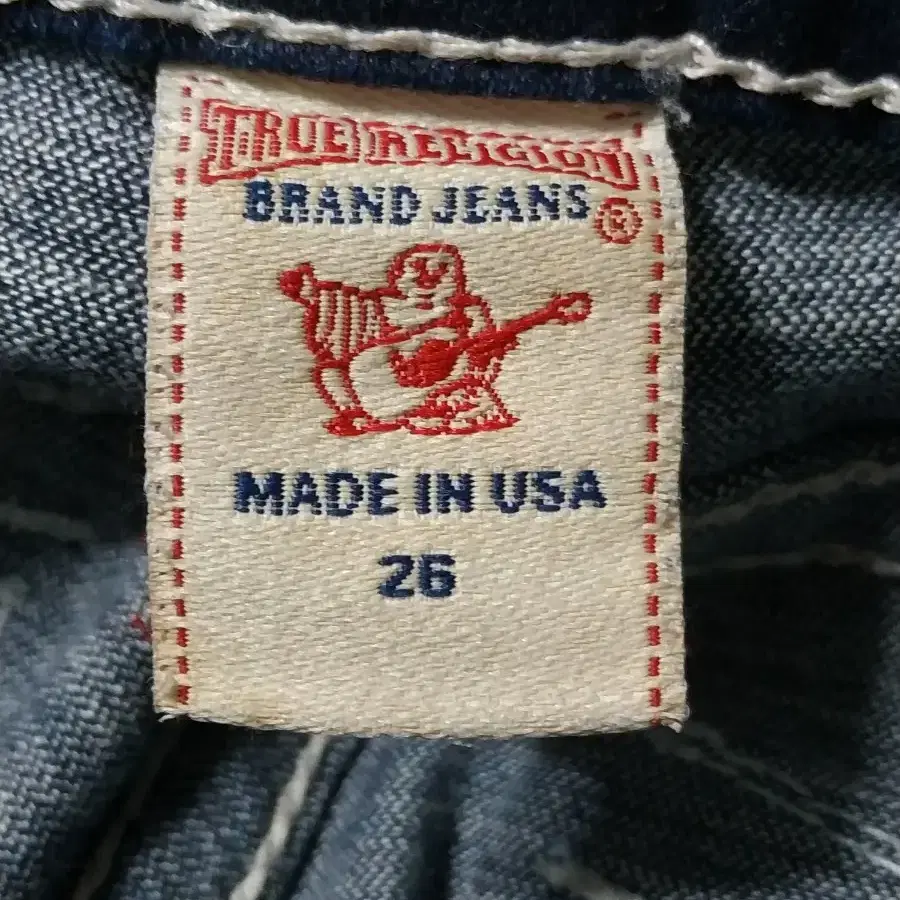 TRUE RELIGION
BRAND JEANS ®
MADE IN USA
26